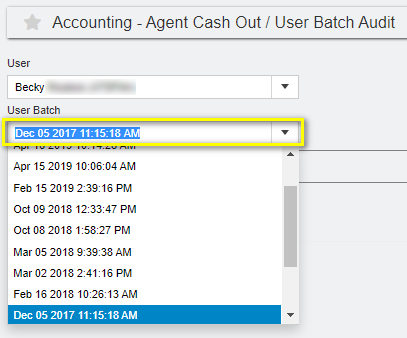 Accounting - Agent Cash Out / User Batch Audit
User
Becky
User Batch
Dec 05 2017 11:15:18 AM
Apr 15 2019 10:06:04 AM
Feb 15 2019 2:39:16 PM
Oct 09 2018 12:33:47 PM
Oct 08 2018 1:58:27 PM
Mar 05 2018 9:39:38 AM
Mar 02 2018 2:41:16 PM
Feb 16 2018 10:26:13 AM
Dec 05 2017 11:15:18 AM